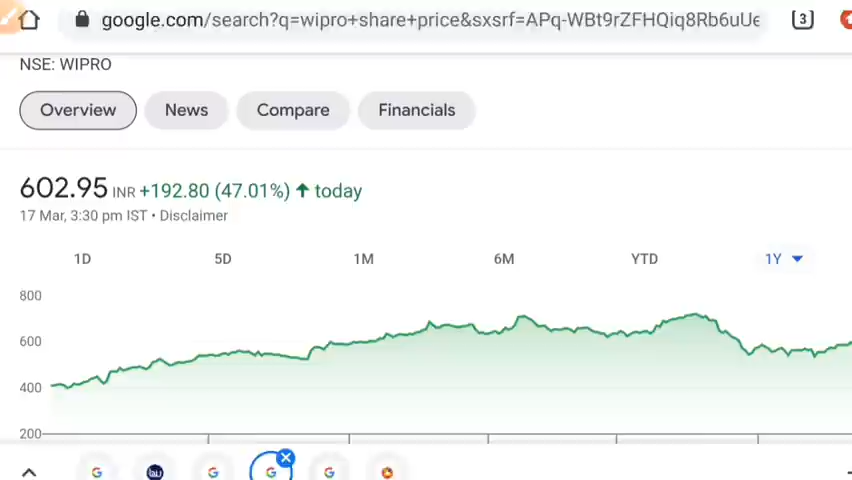 google.com/search?q=wipro+share+price&sxsrf=APq-WBt9rZFHQiq8Rb6uUe
3
NSE: WIPRO
Overview News Compare Financials
602.95 INR +192.80 (47.01%) ↑ today
17 Mar, 3:30 pm IST • Disclaimer
1D 5D 1M 6M YTD 1Y
800
600
400
200